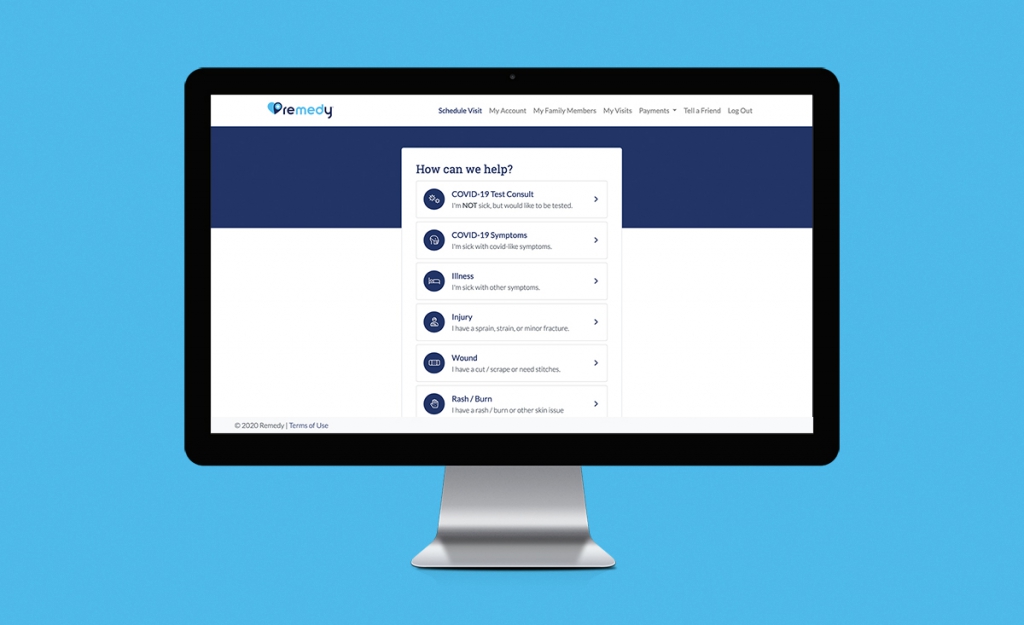 remedy
Schedule Visit My Account My Family Members My Visits Payments Tell a Friend Log Out
How can we help?
COVID-19 Test Consult
I'm NOT sick, but would like to be tested.
COVID-19 Symptoms
I'm sick with covid-like symptoms.
Illness
I'm sick with other symptoms.
Injury
I have a sprain, strain, or minor fracture.
Wound
I have a cut / scrape or need stitches.
Rash / Burn
I have a rash / burn or other skin issue
© 2020 Remedy | Terms of Use